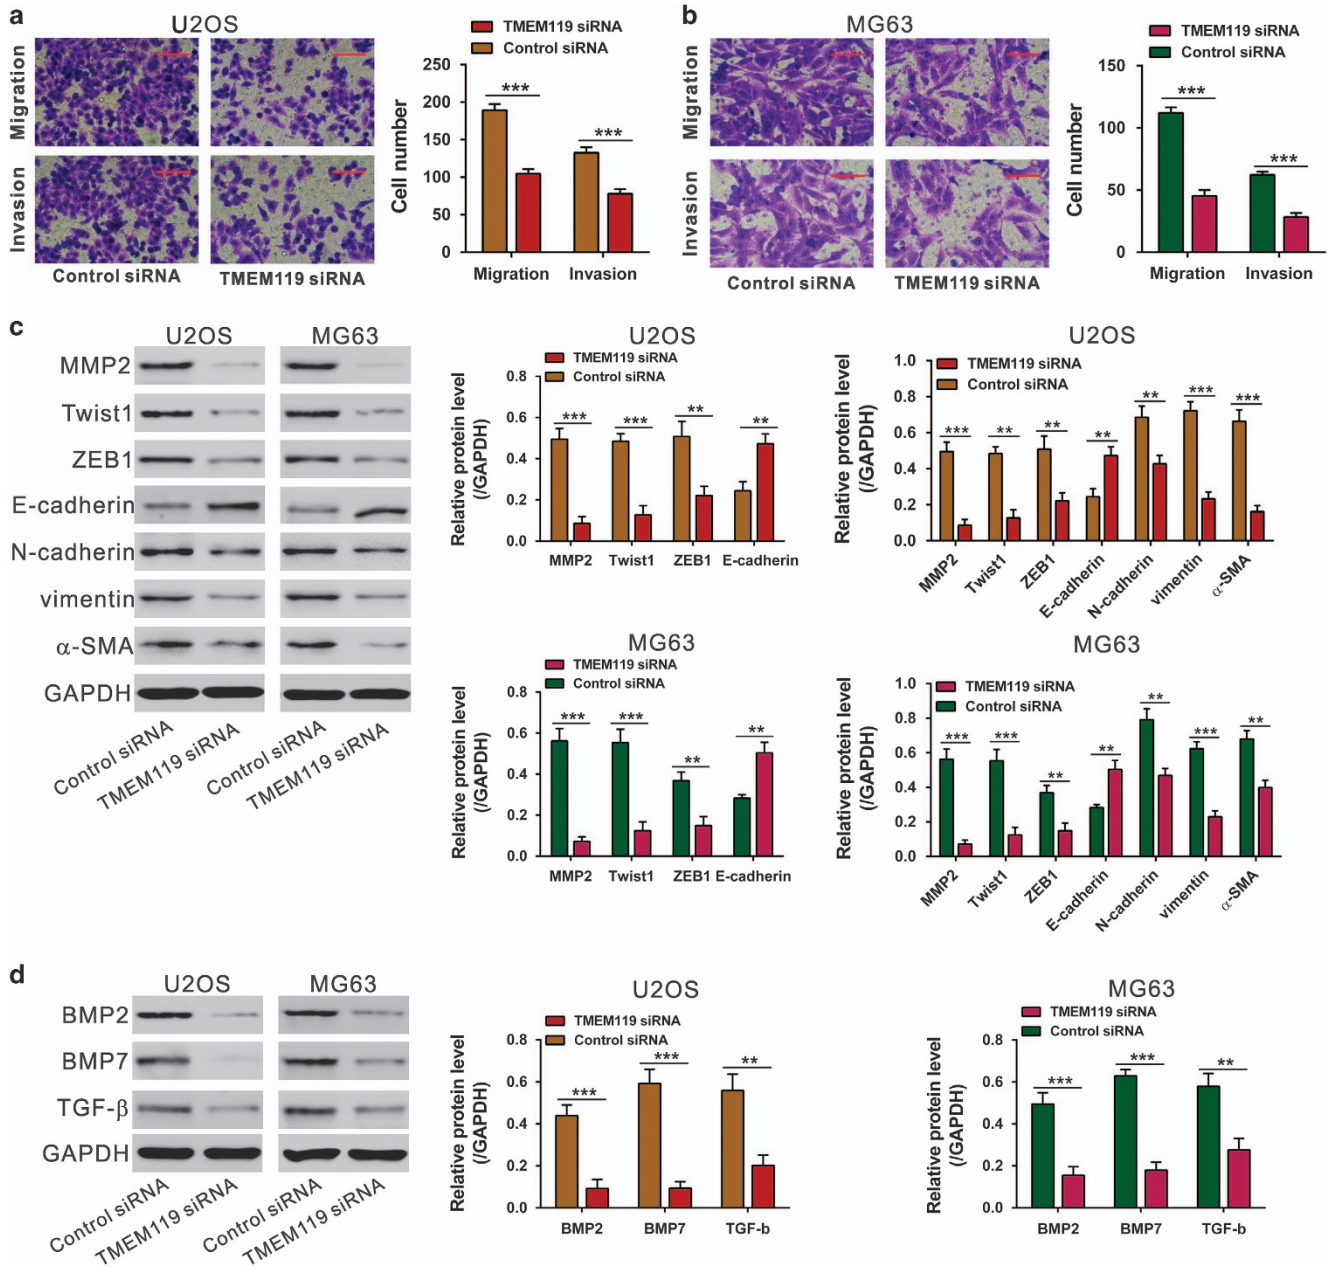 a
U2OS
Migration
Invasion
Control siRNA
TMEM119 siRNA
TMEM119 siRNA
Control siRNA
Cell number
250
200
150
100
50
0
***
***
Migration
Invasion
b
MG63
Migration
Invasion
Control siRNA
TMEM119 siRNA
TMEM119 siRNA
Control siRNA
Cell number
150
100
50
0
***
***
Migration
Invasion
c
U2OS
MG63
MMP2
Twist1
ZEB1
E-cadherin
N-cadherin
vimentin
α-SMA
GAPDH
Control siRNA
TMEM119 siRNA
Control siRNA
TMEM119 siRNA
U2OS
TMEM119 siRNA
Control siRNA
Relative protein level
(/GAPDH)
0.8
0.6
0.4
0.2
0.0
***
***
**
**
MMP2
Twist1
ZEB1
E-cadherin
U2OS
TMEM119 siRNA
Control siRNA
Relative protein level
(/GAPDH)
1.0
0.8
0.6
0.4
0.2
0.0
***
**
**
**
**
***
***
MMP2
Twist1
ZEB1
E-cadherin
N-cadherin
vimentin
α-SMA
MG63
TMEM119 siRNA
Control siRNA
Relative protein level
(/GAPDH)
0.8
0.6
0.4
0.2
0.0
***
***
**
**
MMP2
Twist1
ZEB1
E-cadherin
MG63
TMEM119 siRNA
Control siRNA
Relative protein level
(/GAPDH)
1.0
0.8
0.6
0.4
0.2
0.0
***
***
**
**
**
***
**
MMP2
Twist1
ZEB1
E-cadherin
N-cadherin
vimentin
α-SMA
d
U2OS
MG63
BMP2
BMP7
TGF-β
GAPDH
Control siRNA
TMEM119 siRNA
Control siRNA
TMEM119 siRNA
U2OS
TMEM119 siRNA
Control siRNA
Relative protein level
(/GAPDH)
0.8
0.6
0.4
0.2
0.0
***
***
**
BMP2
BMP7
TGF-b
MG63
TMEM119 siRNA
Control siRNA
Relative protein level
(/GAPDH)
0.8
0.6
0.4
0.2
0.0
***
***
**
BMP2
BMP7
TGF-b